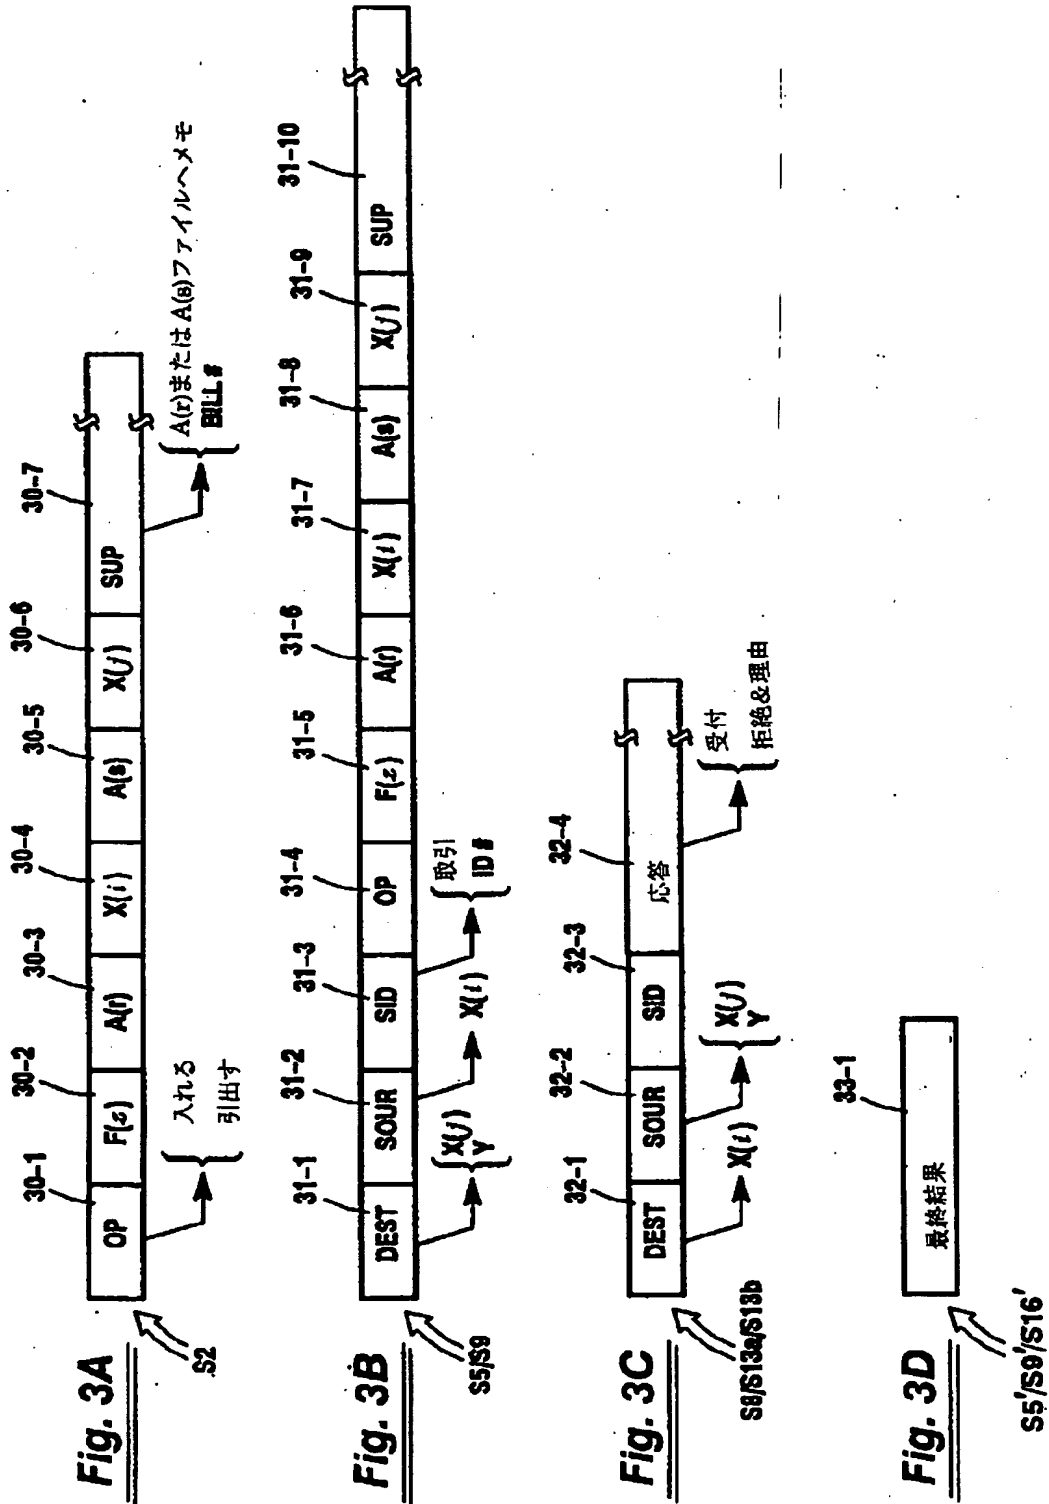 Fig. 3A
S2
30-1
30-2
30-3
30-4
30-5
30-6
30-7
OP
F(z)
A(r)
X(i)
A(s)
X(j)
SUP
入れる
引出す
A(r)またはA(s)ファイルへメモ
BILL #
Fig. 3B
S5/S9
31-1
31-2
31-3
31-4
31-5
31-6
31-7
31-8
31-9
31-10
DEST
SOUR
SID
OP
F(z)
A(r)
X(i)
A(s)
X(j)
SUP
X(j)
Y
X(i)
取引
ID #
Fig. 3C
S8/S13a/S13b
32-1
32-2
32-3
32-4
DEST
SOUR
SID
応答
X(i)
X(j)
Y
受付
拒絶&理由
Fig. 3D
S5'/S9'/S16'
33-1
最終結果